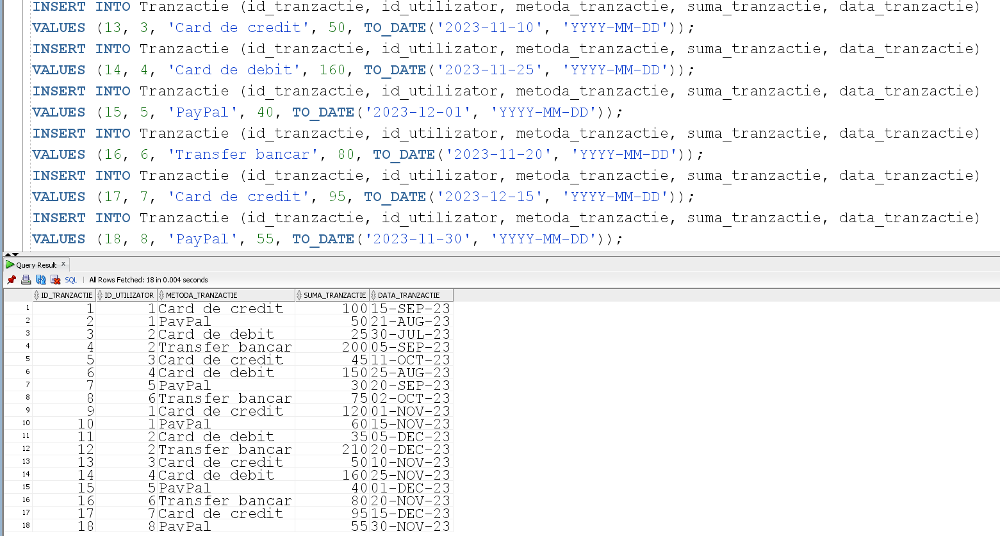 INSERT INTO Tranzactie (id_tranzactie, id_utilizator, metoda_tranzactie, suma_tranzactie, data_tranzactie)
VALUES (13, 3, 'Card de credit', 50, TO_DATE('2023-11-10', 'YYYY-MM-DD'));
INSERT INTO Tranzactie (id_tranzactie, id_utilizator, metoda_tranzactie, suma_tranzactie, data_tranzactie)
VALUES (14, 4, 'Card de debit', 160, TO_DATE('2023-11-25', 'YYYY-MM-DD'));
INSERT INTO Tranzactie (id_tranzactie, id_utilizator, metoda_tranzactie, suma_tranzactie, data_tranzactie)
VALUES (15, 5, 'PayPal', 40, TO_DATE('2023-12-01', 'YYYY-MM-DD'));
INSERT INTO Tranzactie (id_tranzactie, id_utilizator, metoda_tranzactie, suma_tranzactie, data_tranzactie)
VALUES (16, 6, 'Transfer bancar', 80, TO_DATE('2023-11-20', 'YYYY-MM-DD'));
INSERT INTO Tranzactie (id_tranzactie, id_utilizator, metoda_tranzactie, suma_tranzactie, data_tranzactie)
VALUES (17, 7, 'Card de credit', 95, TO_DATE('2023-12-15', 'YYYY-MM-DD'));
INSERT INTO Tranzactie (id_tranzactie, id_utilizator, metoda_tranzactie, suma_tranzactie, data_tranzactie)
VALUES (18, 8, 'PayPal', 55, TO_DATE('2023-11-30', 'YYYY-MM-DD'));
Query Result x
SQL | All Rows Fetched: 18 in 0.004 seconds
ID_TRANZACTIE ID_UTILIZATOR METODA_TRANZACTIE SUMA_TRANZACTIE DATA_TRANZACTIE
1 1 1 Card de credit 100 15-SEP-23
2 2 1 PayPal 50 21-AUG-23
3 3 2 Card de debit 25 30-JUL-23
4 4 2 Transfer bancar 200 05-SEP-23
5 5 3 Card de credit 45 11-OCT-23
6 6 4 Card de debit 150 25-AUG-23
7 7 5 PayPal 30 20-SEP-23
8 8 6 Transfer bancar 75 02-OCT-23
9 9 1 Card de credit 120 01-NOV-23
10 10 1 PayPal 60 15-NOV-23
11 11 2 Card de debit 35 05-DEC-23
12 12 2 Transfer bancar 210 20-DEC-23
13 13 3 Card de credit 50 10-NOV-23
14 14 4 Card de debit 160 25-NOV-23
15 15 5 PayPal 40 01-DEC-23
16 16 6 Transfer bancar 80 20-NOV-23
17 17 7 Card de credit 95 15-DEC-23
18 18 8 PayPal 55 30-NOV-23